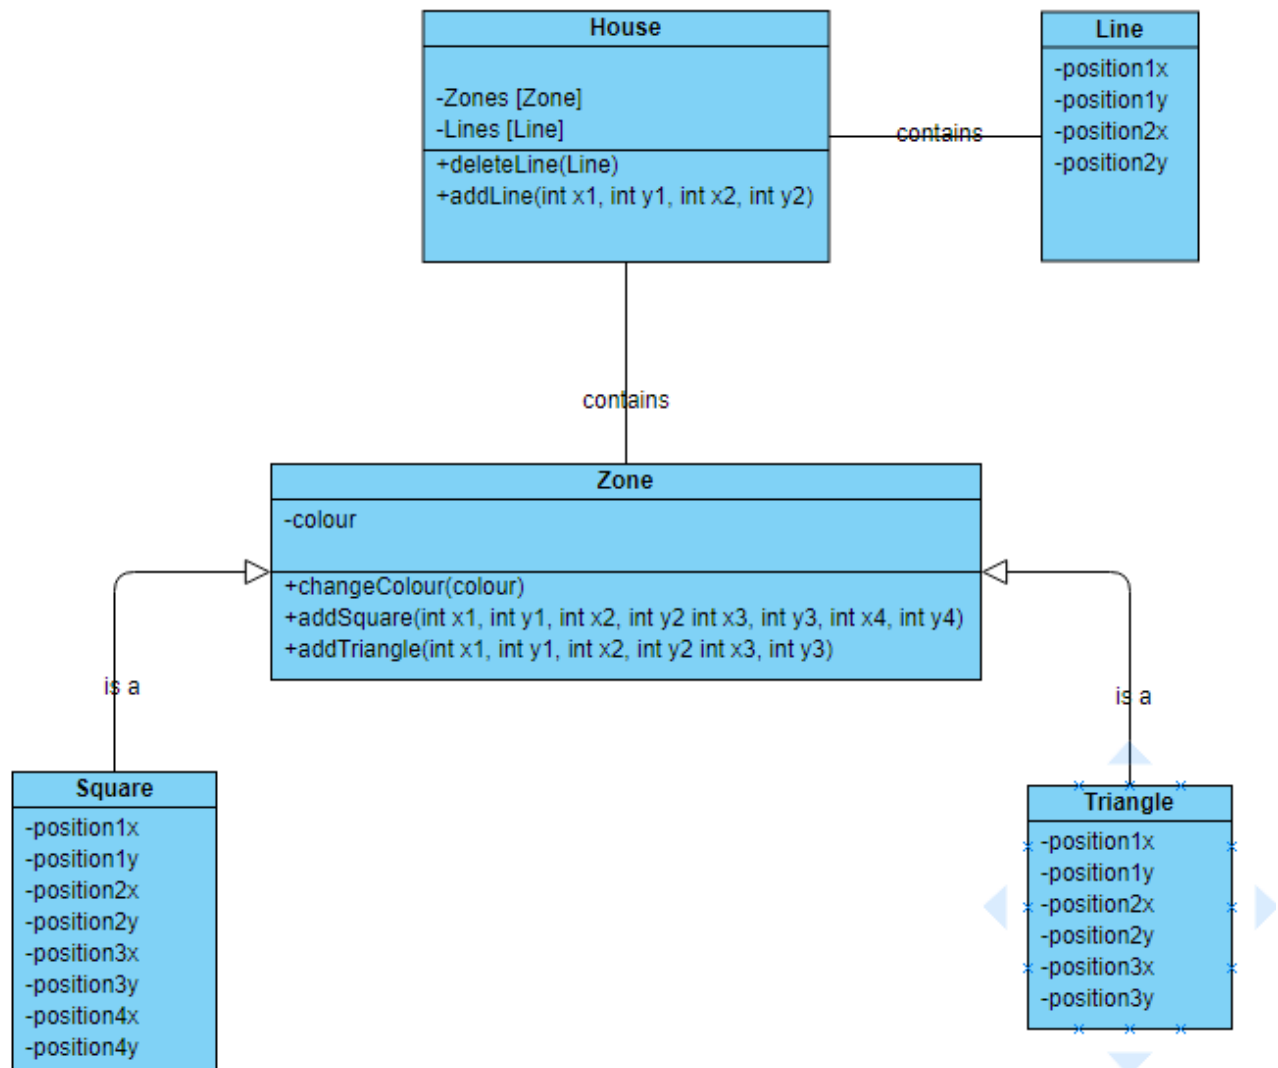 House
-Zones [Zone]
-Lines [Line]
+deleteLine(Line)
+addLine(int x1, int y1, int x2, int y2)
contains
Line
-position1x
-position1y
-position2x
-position2y
contains
Zone
-colour
+changeColour(colour)
+addSquare(int x1, int y1, int x2, int y2 int x3, int y3, int x4, int y4)
+addTriangle(int x1, int y1, int x2, int y2 int x3, int y3)
is a
is a
Square
-position1x
-position1y
-position2x
-position2y
-position3x
-position3y
-position4x
-position4y
Triangle
-position1x
-position1y
-position2x
-position2y
-position3x
-position3y